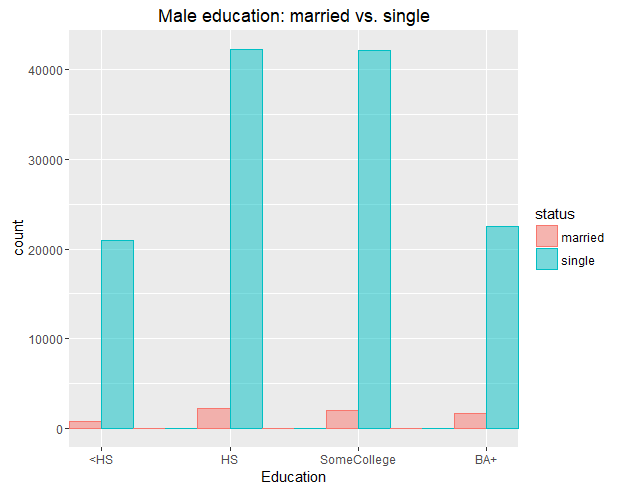 Male education: married vs. single
count
40000
30000
20000
10000
0
<HS HS SomeCollege BA+
Education
status
married
single